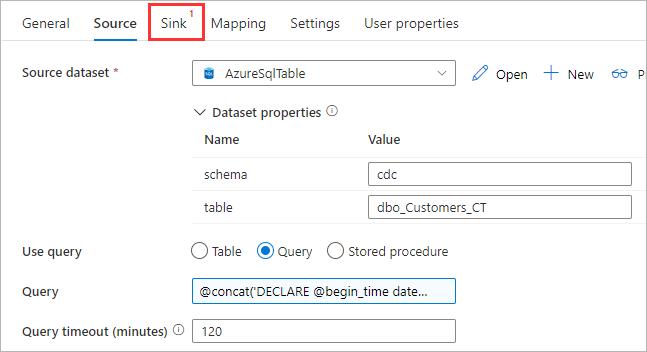 General Source Sink 1 Mapping Settings User properties
Source dataset * AzureSqlTable Open New P
Dataset properties
Name Value
schema cdc
table dbo_Customers_CT
Use query Table Query Stored procedure
Query @concat('DECLARE @begin_time date...
Query timeout (minutes) 120